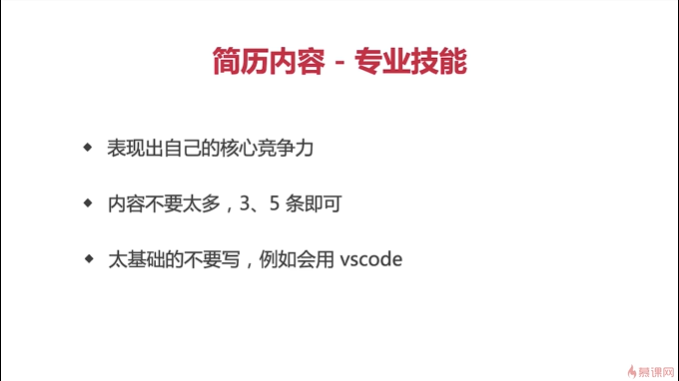 简历内容 - 专业技能
表现出自己的核心竞争力
内容不要太多，3、5 条即可
太基础的不要写，例如会用 vscode
慕课网